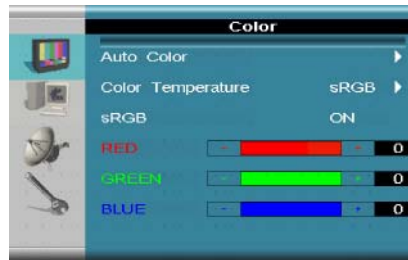 Color
Auto Color
Color Temperature sRGB
sRGB ON
RED - + 0
GREEN - + 0
BLUE - + 0